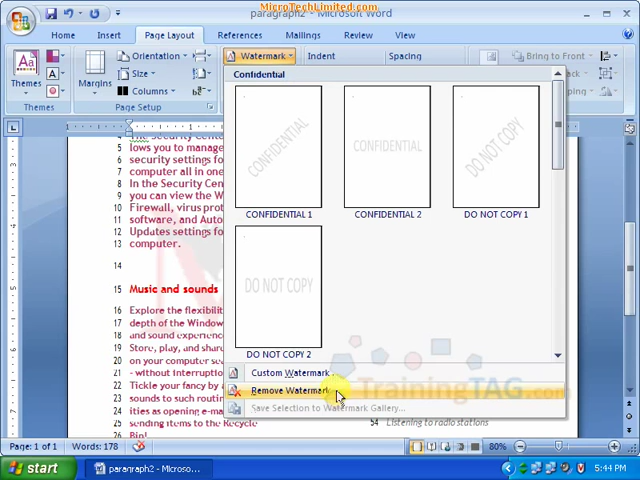 MicroTechLimited.com
paragraph2 - Microsoft Word
Home Insert Page Layout References Mailings Review View
Themes
Margins
Orientation
Size
Columns
Watermark
Indent
Spacing
Bring to Front
Themes
Page Setup
Confidential
CONFIDENTIAL
CONFIDENTIAL
DO NOT COPY
CONFIDENTIAL 1
CONFIDENTIAL 2
DO NOT COPY 1
DO NOT COPY
DO NOT COPY 2
Custom Watermark...
Remove Watermark
Save Selection to Watermark Gallery...
TrainingTAG.com
4 The Security Cente
5 lows you to manage
6 security settings fo
7 computer all in one
8 In the Security Cen
9 you can view the W
10 Firewall, virus prot
11 software, and Auto
12 Updates settings fo
13 computer.
14
15 Music and sounds
16 Explore the flexibilit
17 depth of the Window
18 and sound experienc
19 Store, play, and shar
20 on your computer se
21 - without interruptio
22 Tickle your fancy by a
23 sounds to such routin
24 ities as opening e-ma
25 sending items to the Recycle
26 Bin!
54 Listening to radio stations
Page: 1 of 1
Words: 178
80%
start
paragraph2 - Microso...
5:44 PM